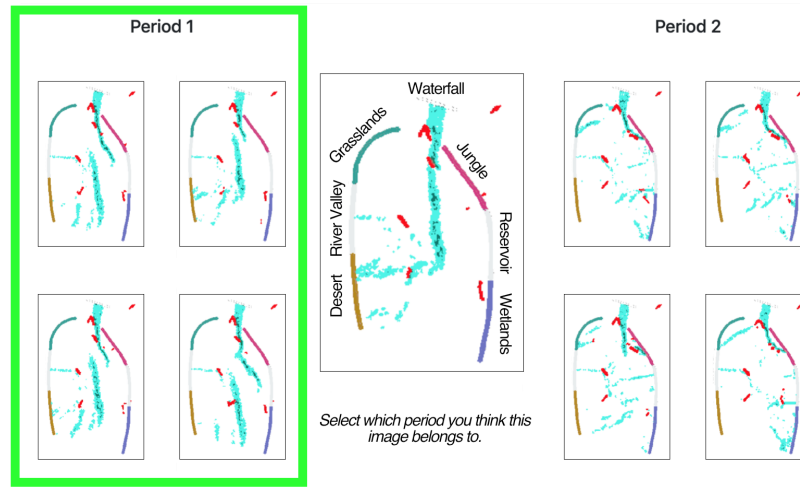 Period 1
Period 2
Waterfall
Grasslands
Jungle
River Valley
Reservoir
Desert
Wetlands
Select which period you think this
image belongs to.